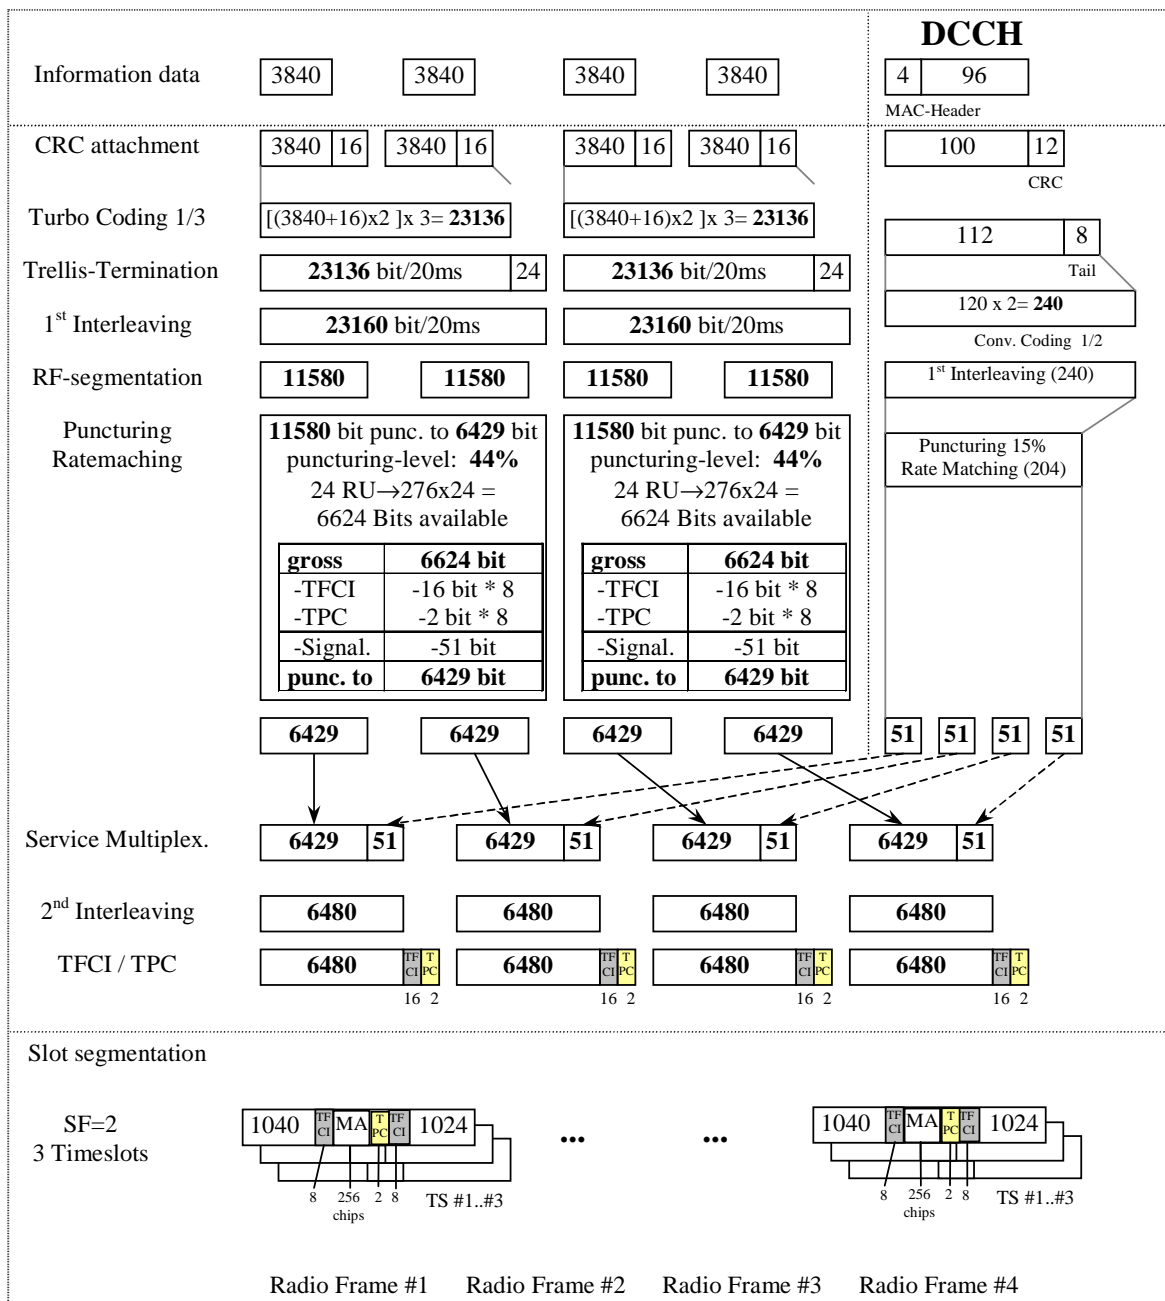 DCCH
Information data 3840 3840 3840 3840 4 96
MAC-Header
CRC attachment 3840 16 3840 16 3840 16 3840 16 100 12
CRC
Turbo Coding 1/3 [(3840+16)x2 ]x 3= 23136 [(3840+16)x2 ]x 3= 23136
112 8
Trellis-Termination 23136 bit/20ms 24 23136 bit/20ms 24
Tail
120 x 2= 240
1st Interleaving 23160 bit/20ms 23160 bit/20ms
Conv. Coding 1/2
RF-segmentation 11580 11580 11580 11580 1st Interleaving (240)
Puncturing 11580 bit punc. to 6429 bit 11580 bit punc. to 6429 bit
Ratemaching puncturing-level: 44% puncturing-level: 44%
Puncturing 15%
Rate Matching (204)
24 RU→276x24 = 24 RU→276x24 =
6624 Bits available 6624 Bits available
gross 6624 bit gross 6624 bit
-TFCI -16 bit * 8 -TFCI -16 bit * 8
-TPC -2 bit * 8 -TPC -2 bit * 8
-Signal. -51 bit -Signal. -51 bit
punc. to 6429 bit punc. to 6429 bit
6429 6429 6429 6429 51 51 51 51
Service Multiplex. 6429 51 6429 51 6429 51 6429 51
2nd Interleaving 6480 6480 6480 6480
TFCI / TPC 6480 TF CI T PC 6480 TF CI T PC 6480 TF CI T PC 6480 TF CI T PC
16 2 16 2 16 2 16 2
Slot segmentation
SF=2 1040 TF CI MA T PC TF CI 1024 ... ... 1040 TF CI MA T PC TF CI 1024
3 Timeslots
8 256 2 8 TS #1..#3 8 256 2 8 TS #1..#3
chips chips
Radio Frame #1 Radio Frame #2 Radio Frame #3 Radio Frame #4